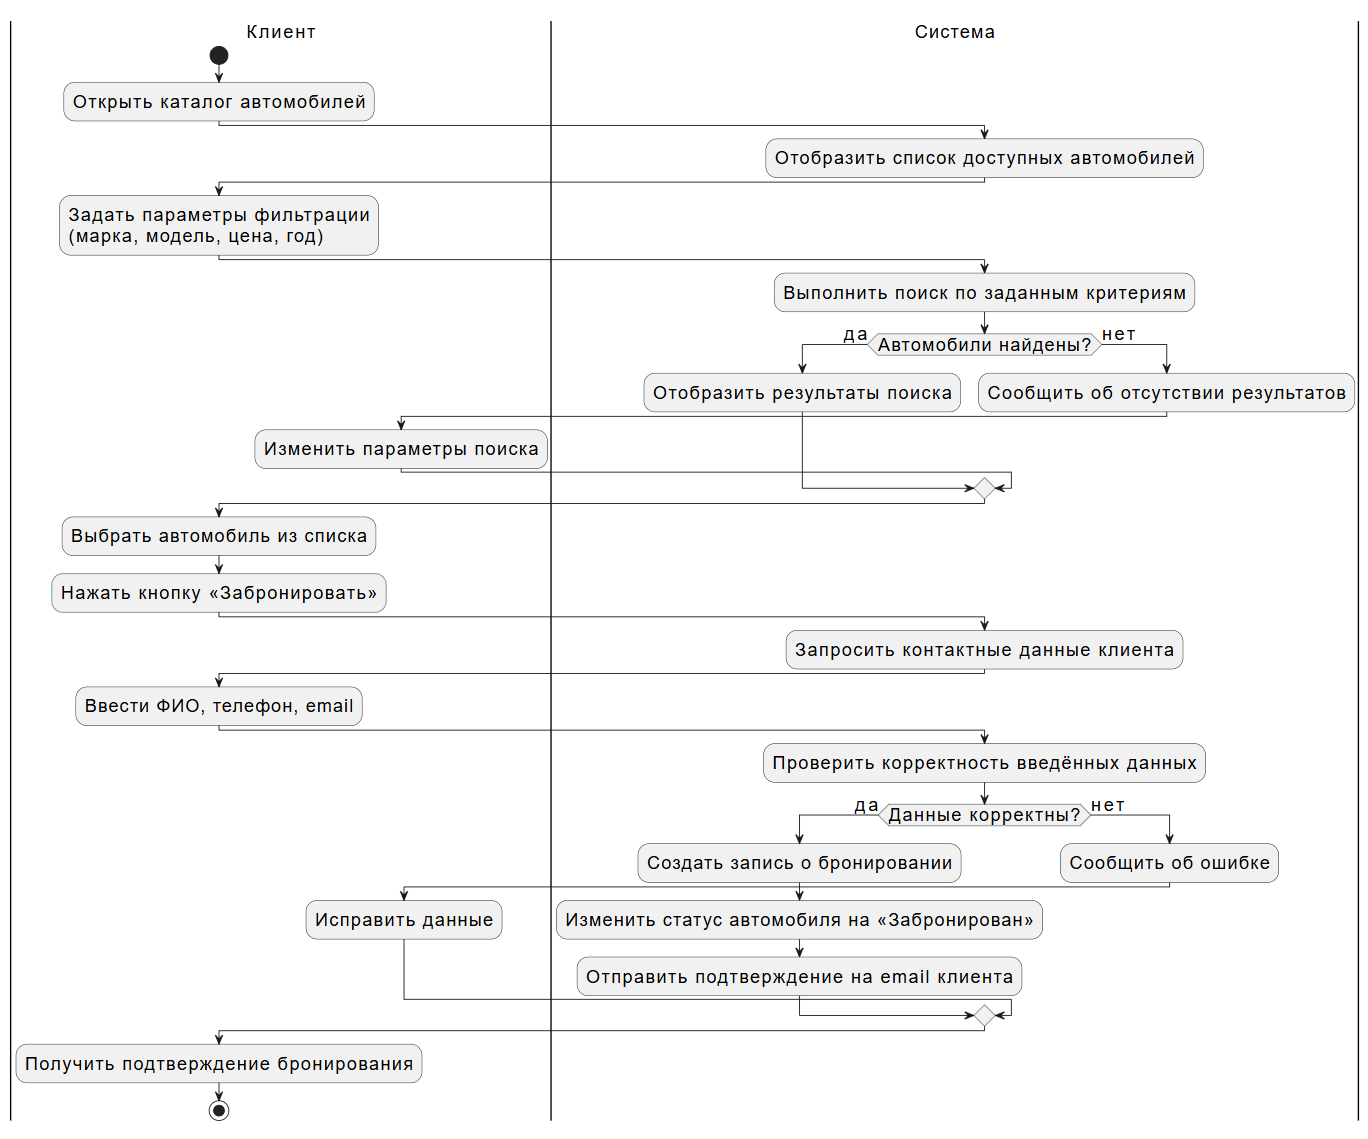 Клиент
Система
Открыть каталог автомобилей
Отобразить список доступных автомобилей
Задать параметры фильтрации
(марка, модель, цена, год)
Выполнить поиск по заданным критериям
да
Автомобили найдены?
нет
Отобразить результаты поиска
Сообщить об отсутствии результатов
Изменить параметры поиска
Выбрать автомобиль из списка
Нажать кнопку «Забронировать»
Запросить контактные данные клиента
Ввести ФИО, телефон, email
Проверить корректность введённых данных
да
Данные корректны?
нет
Создать запись о бронировании
Сообщить об ошибке
Исправить данные
Изменить статус автомобиля на «Забронирован»
Отправить подтверждение на email клиента
Получить подтверждение бронирования